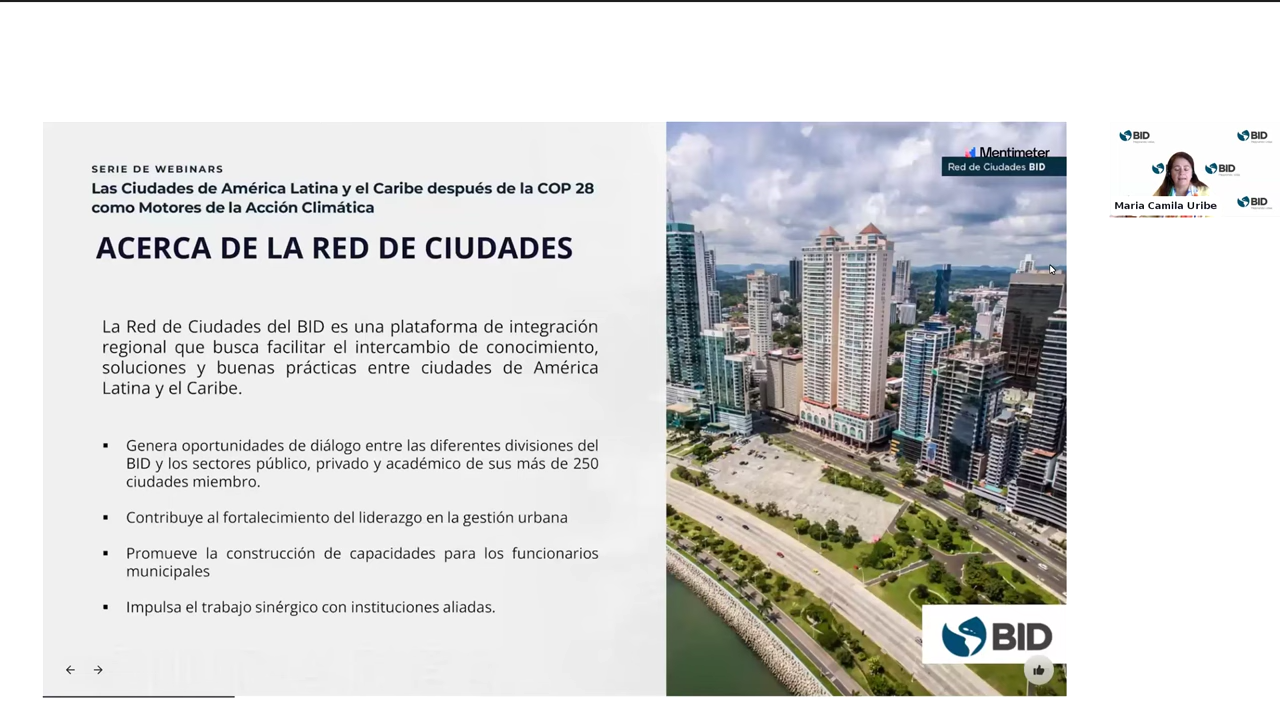 SERIE DE WEBINARS
Las Ciudades de América Latina y el Caribe después de la COP 28
como Motores de la Acción Climática
ACERCA DE LA RED DE CIUDADES
La Red de Ciudades del BID es una plataforma de integración
regional que busca facilitar el intercambio de conocimiento,
soluciones y buenas prácticas entre ciudades de América
Latina y el Caribe.
▪ Genera oportunidades de diálogo entre las diferentes divisiones del
BID y los sectores público, privado y académico de sus más de 250
ciudades miembro.
▪ Contribuye al fortalecimiento del liderazgo en la gestión urbana
▪ Promueve la construcción de capacidades para los funcionarios
municipales
▪ Impulsa el trabajo sinérgico con instituciones aliadas.
Mentimeter
Red de Ciudades BID
BID
BID
BID
BID
BID
Maria Camila Uribe